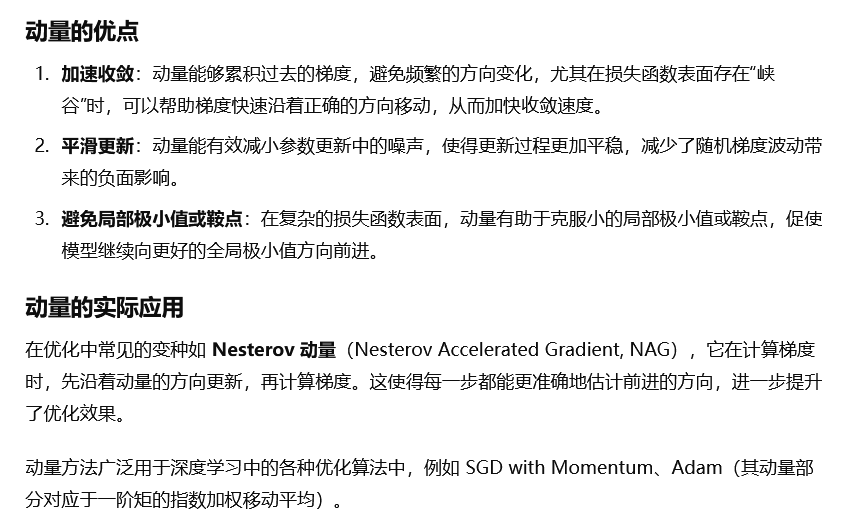 动量的优点
1. 加速收敛：动量能够累积过去的梯度，避免频繁的方向变化，尤其在损失函数表面存在“峡
谷”时，可以帮助梯度快速沿着正确的方向移动，从而加快收敛速度。
2. 平滑更新：动量能有效减小参数更新中的噪声，使得更新过程更加平稳，减少了随机梯度波动带
来的负面影响。
3. 避免局部极小值或鞍点：在复杂的损失函数表面，动量有助于克服小的局部极小值或鞍点，促使
模型继续向更好的全局极小值方向前进。
动量的实际应用
在优化中常见的变种如 Nesterov 动量（Nesterov Accelerated Gradient, NAG），它在计算梯度
时，先沿着动量的方向更新，再计算梯度。这使得每一步都能更准确地估计前进的方向，进一步提升
了优化效果。
动量方法广泛用于深度学习中的各种优化算法中，例如 SGD with Momentum、Adam（其动量部
分对应于一阶矩的指数加权移动平均）。